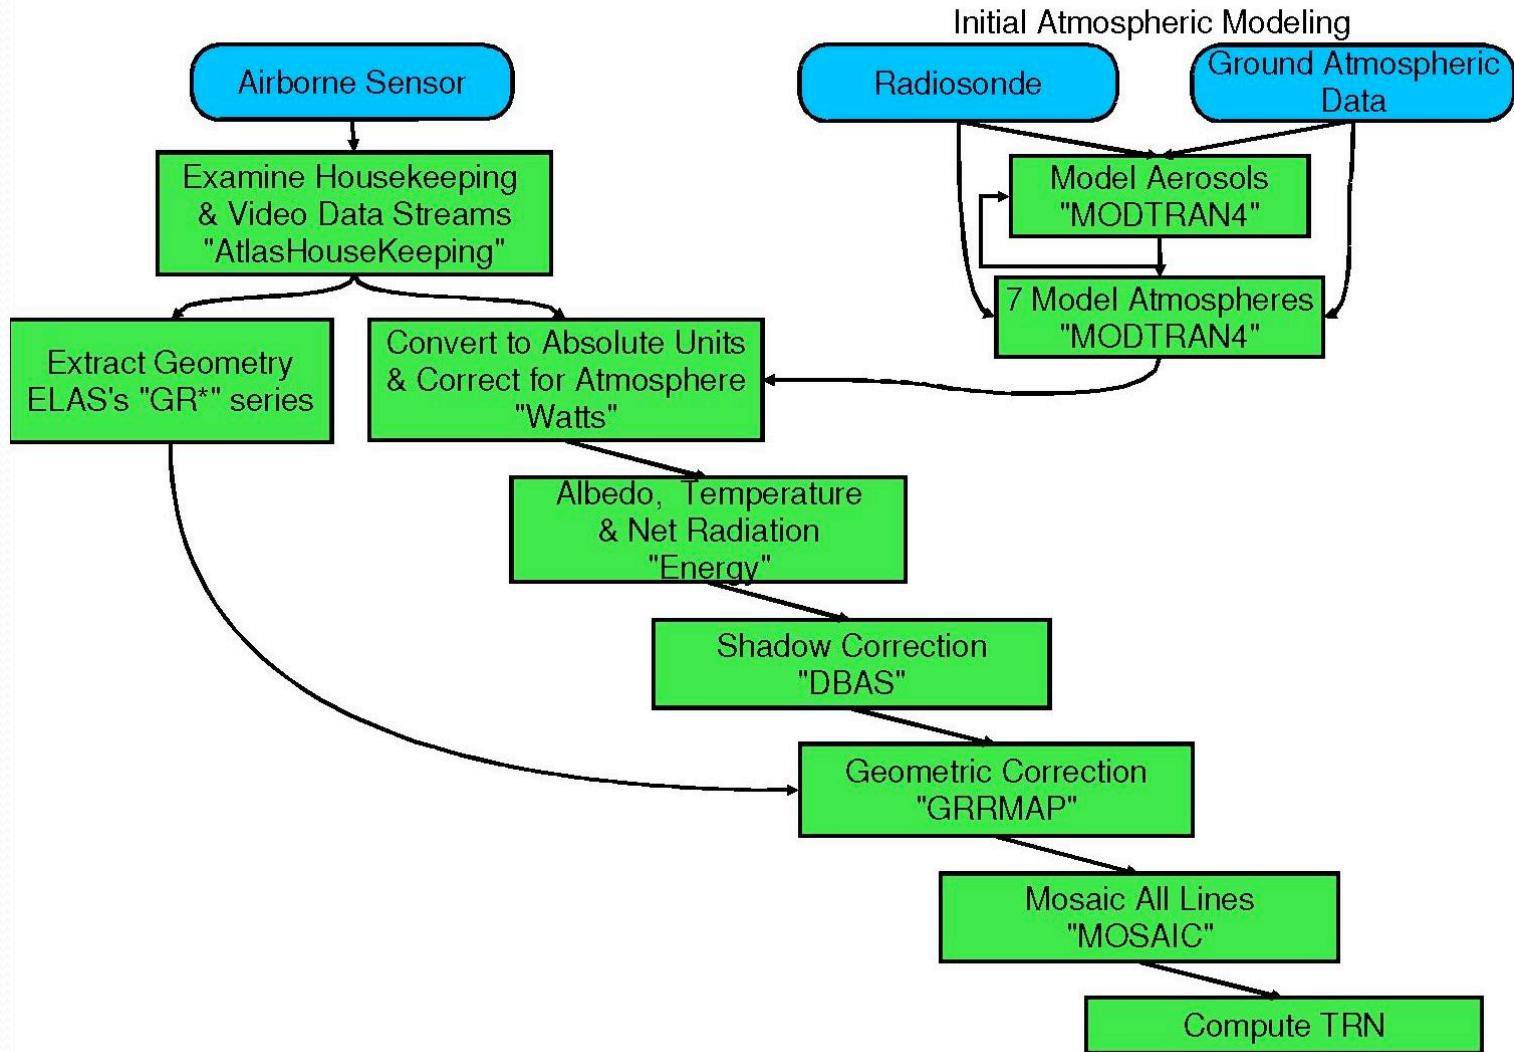 Initial Atmospheric Modeling
Airborne Sensor
Radiosonde
Ground Atmospheric
Data
Examine Housekeeping
& Video Data Streams
"AtlasHouseKeeping"
Model Aerosols
"MODTRAN4"
7 Model Atmospheres
"MODTRAN4"
Extract Geometry
ELAS's "GR*" series
Convert to Absolute Units
& Correct for Atmosphere
"Watts"
Albedo, Temperature
& Net Radiation
"Energy"
Shadow Correction
"DBAS"
Geometric Correction
"GRRMAP"
Mosaic All Lines
"MOSAIC"
Compute TRN